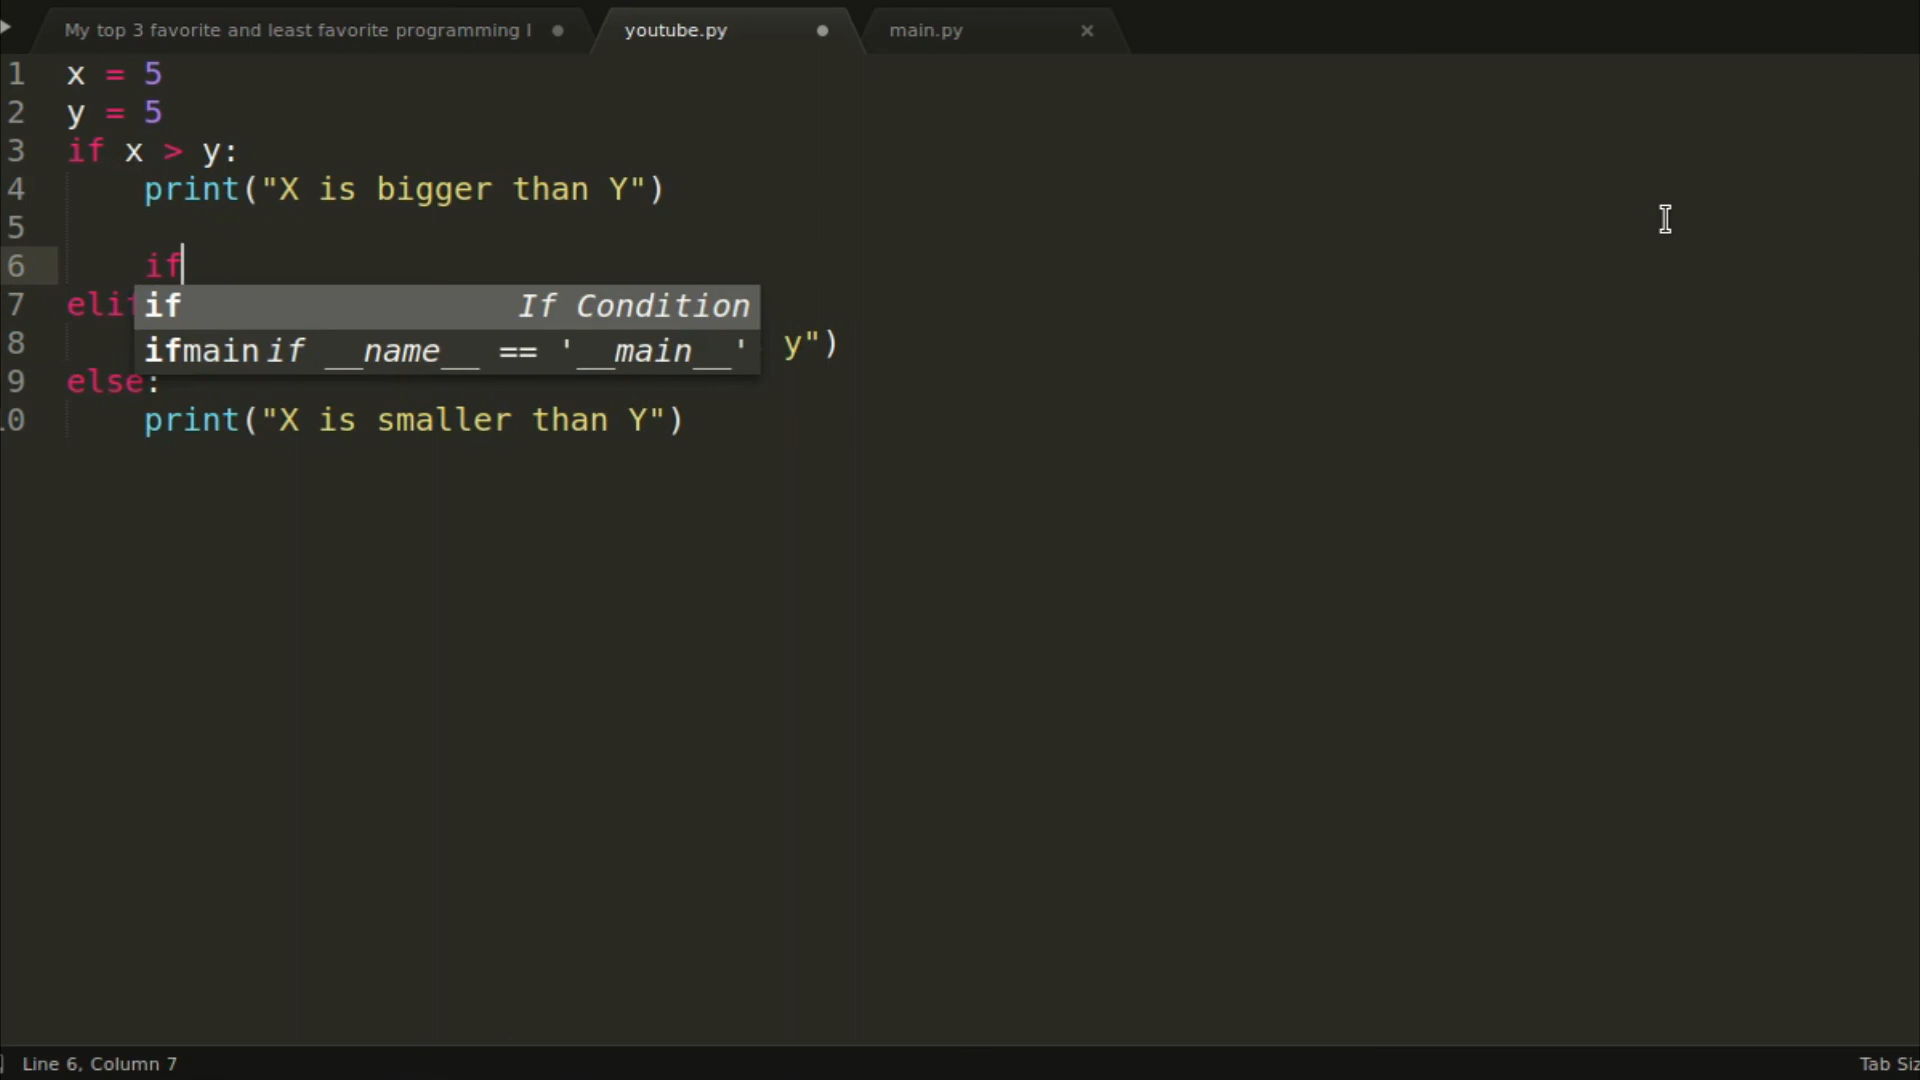 My top 3 favorite and least favorite programming l
youtube.py
main.py
1 x = 5
2 y = 5
3 if x > y:
4 print("X is bigger than Y")
5
6 if
7 eli
if If Condition
8 y")
ifmain if __name__ == '__main__'
9 else:
10 print("X is smaller than Y")
Line 6, Column 7
Tab Siz